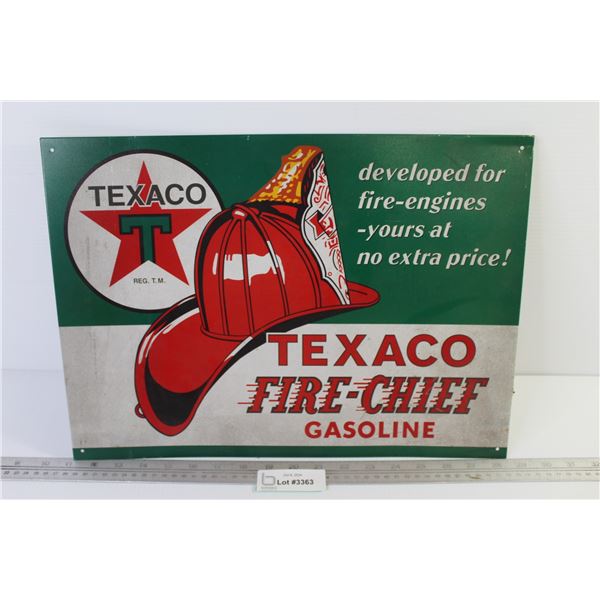 TEXACO
T
REG. T.M.
developed for
fire-engines
-yours at
no extra price!
TEXACO
FIRE-CHIEF
GASOLINE
Lot #3363